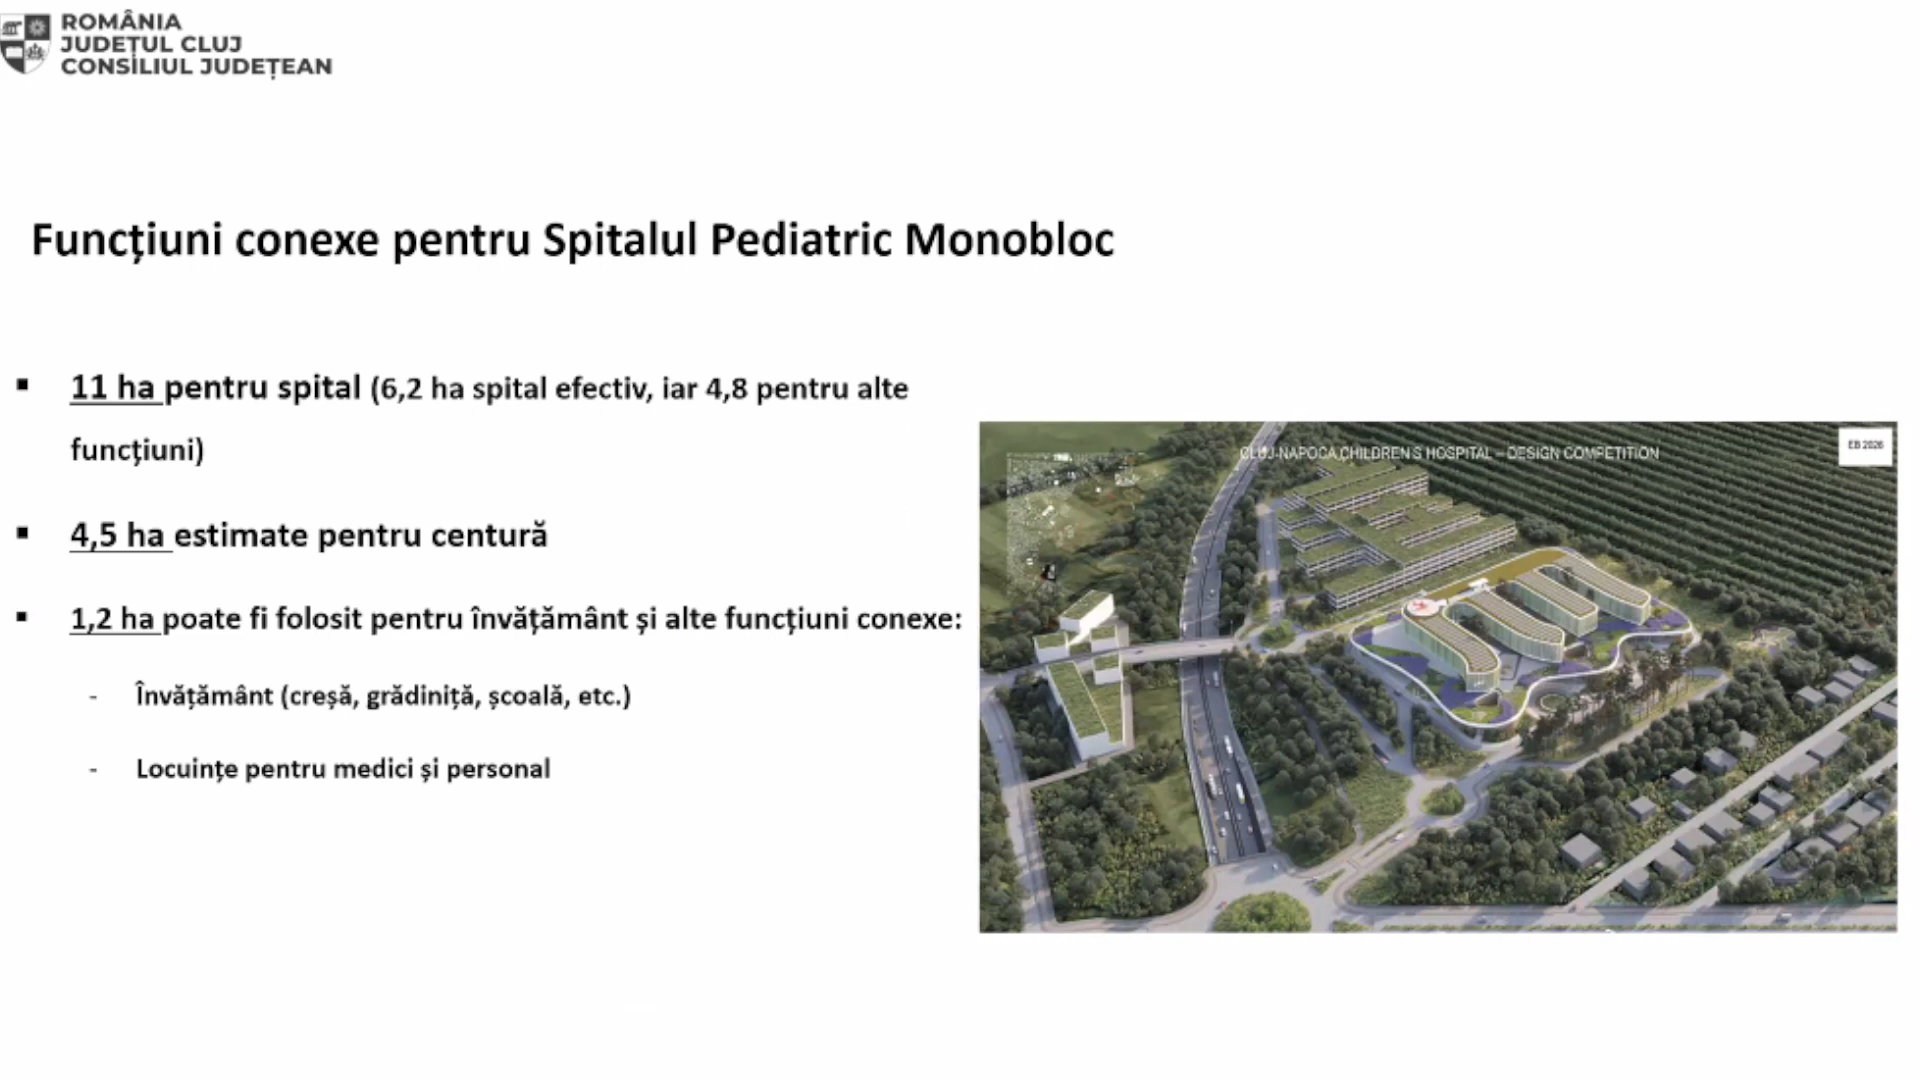 ROMÂNIA
JUDEȚUL CLUJ
CONSILIUL JUDEȚEAN
Funcțiuni conexe pentru Spitalul Pediatric Monobloc
▪ 11 ha pentru spital (6,2 ha spital efectiv, iar 4,8 pentru alte
funcțiuni)
▪ 4,5 ha estimate pentru centură
▪ 1,2 ha poate fi folosit pentru învățământ și alte funcțiuni conexe:
- Învățământ (creșă, grădiniță, școală, etc.)
- Locuințe pentru medici și personal
CLUJ-NAPOCA CHILDREN'S HOSPITAL – DESIGN COMPETITION
EB 2026